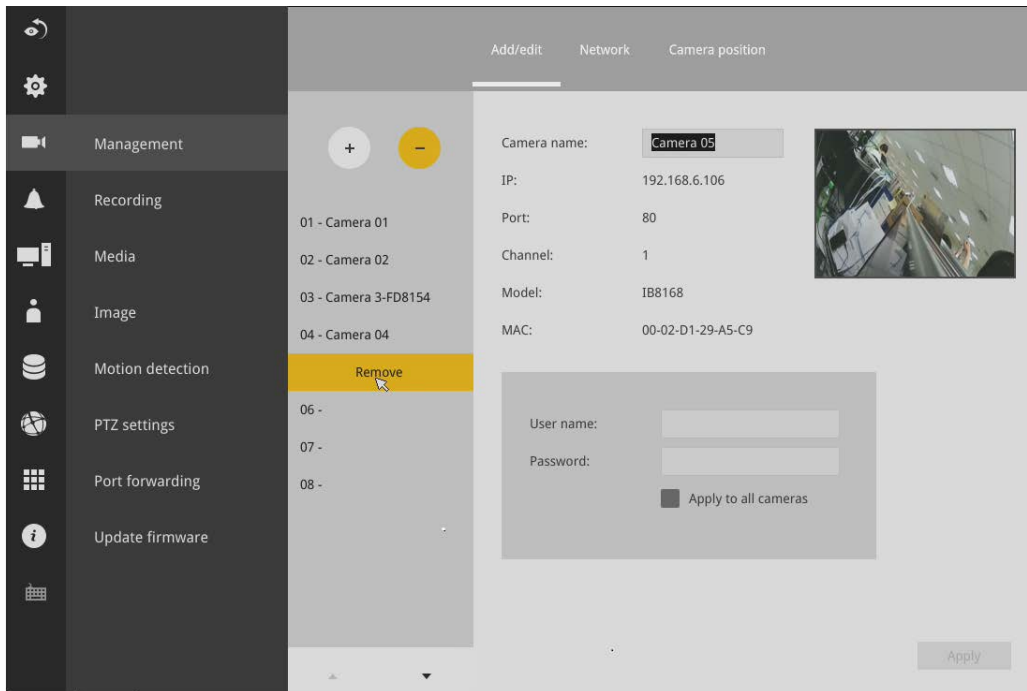 Add/edit Network Camera position
Management
Recording
Media
Image
Motion detection
PTZ settings
Port forwarding
Update firmware
+ −
01 - Camera 01
02 - Camera 02
03 - Camera 3-FD8154
04 - Camera 04
Remove
06 -
07 -
08 -
Camera name: Camera 05
IP: 192.168.6.106
Port: 80
Channel: 1
Model: IB8168
MAC: 00-02-D1-29-A5-C9
User name:
Password:
Apply to all cameras
Apply